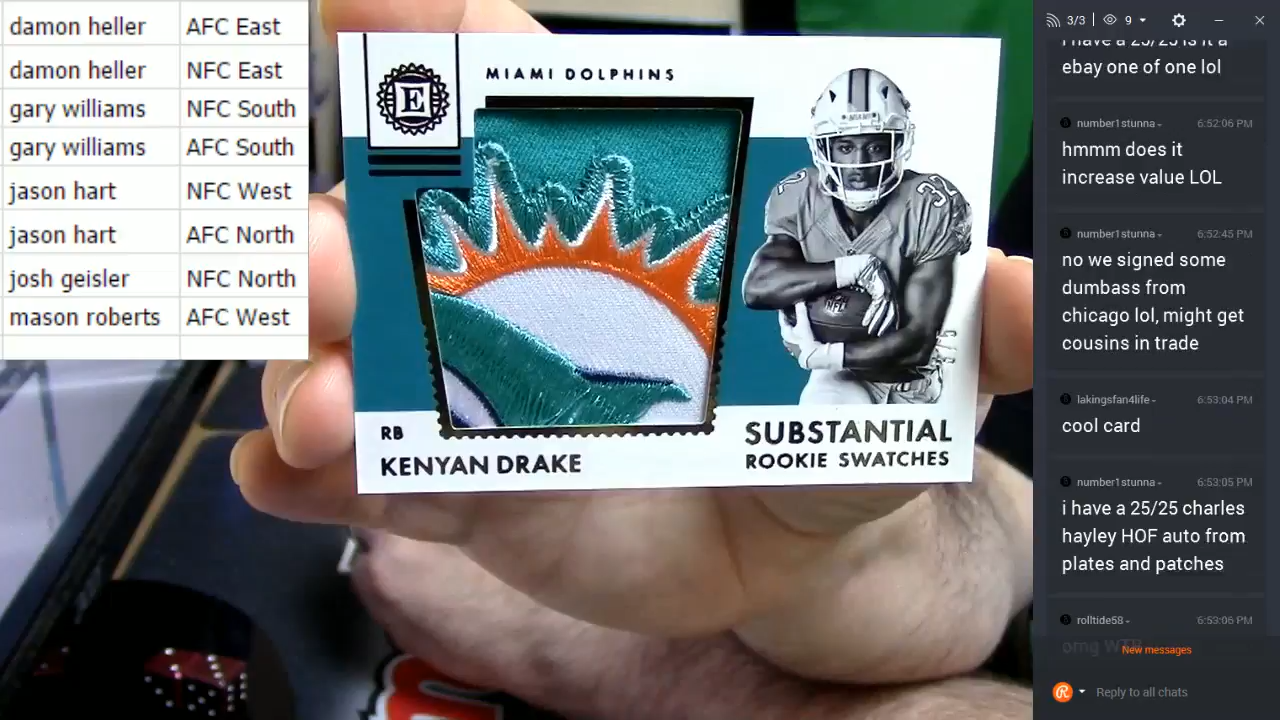 damon heller AFC East
damon heller NFC East
gary williams NFC South
gary williams AFC South
jason hart NFC West
jason hart AFC North
josh geisler NFC North
mason roberts AFC West
E
MIAMI DOLPHINS
32
NFL
RB
KENYAN DRAKE
SUBSTANTIAL
ROOKIE SWATCHES
3/3 9
i have a 25/25 is it a
ebay one of one lol
number1stunna 6:52:06 PM
hmmm does it
increase value LOL
number1stunna 6:52:45 PM
no we signed some
dumbass from
chicago lol, might get
cousins in trade
lakingsfan4life 6:53:04 PM
cool card
number1stunna 6:53:05 PM
i have a 25/25 charles
hayley HOF auto from
plates and patches
rolltide58 6:53:06 PM
omg
New messages
Reply to all chats